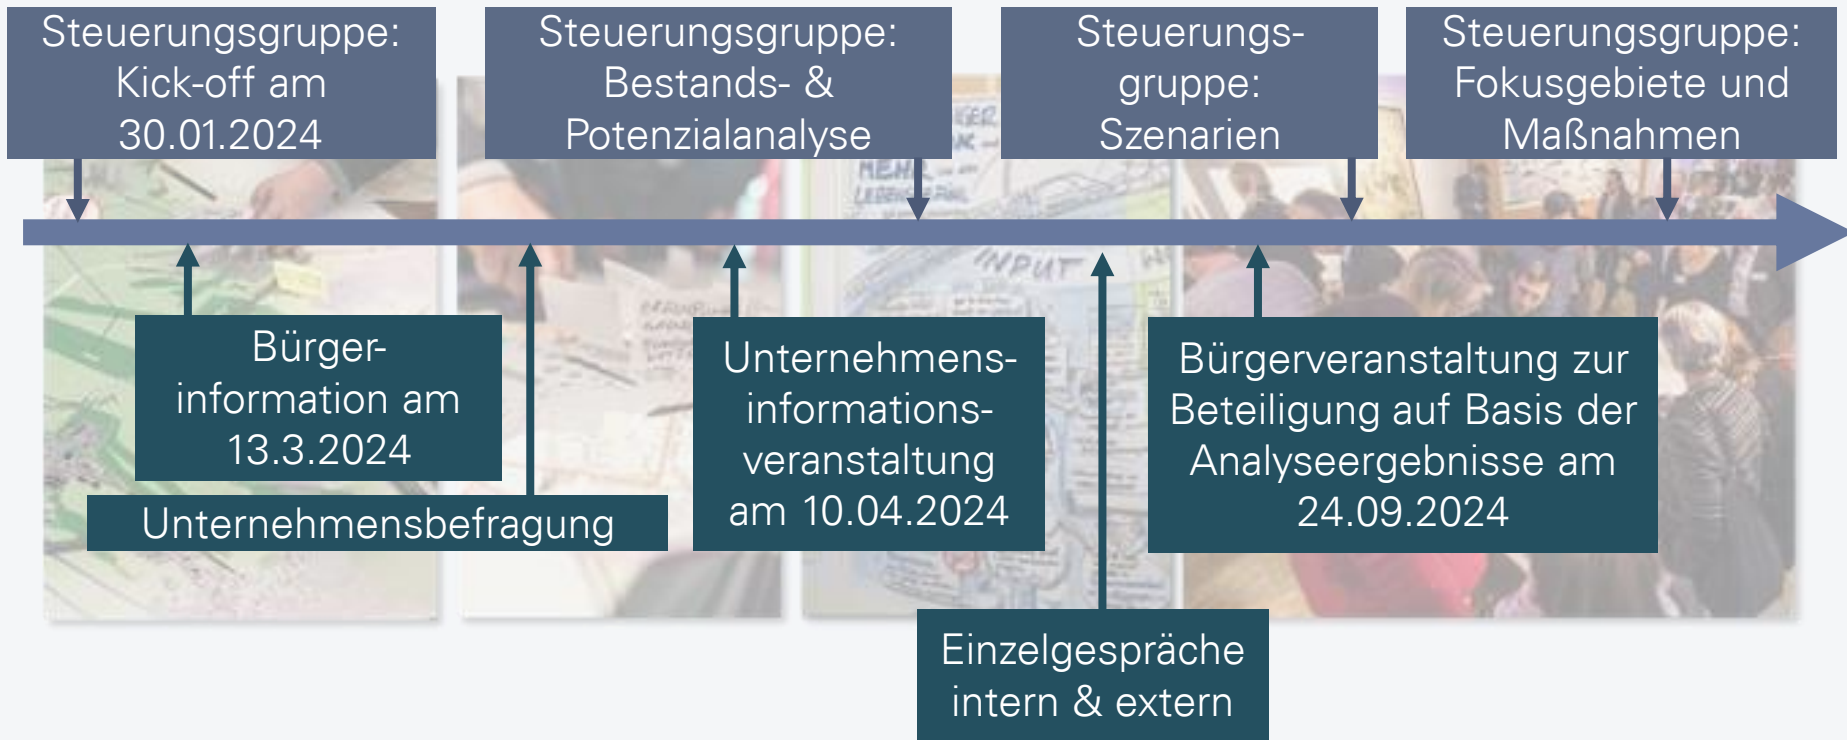 Steuerungsgruppe:
Kick-off am
30.01.2024
Steuerungsgruppe:
Bestands- &
Potenzialanalyse
Steuerungs-
gruppe:
Szenarien
Steuerungsgruppe:
Fokusgebiete und
Maßnahmen
MEHR
INPUT
Bürger-
information am
13.3.2024
Unternehmensbefragung
Unternehmens-
informations-
veranstaltung
am 10.04.2024
Bürgerveranstaltung zur
Beteiligung auf Basis der
Analyseergebnisse am
24.09.2024
Einzelgespräche
intern & extern